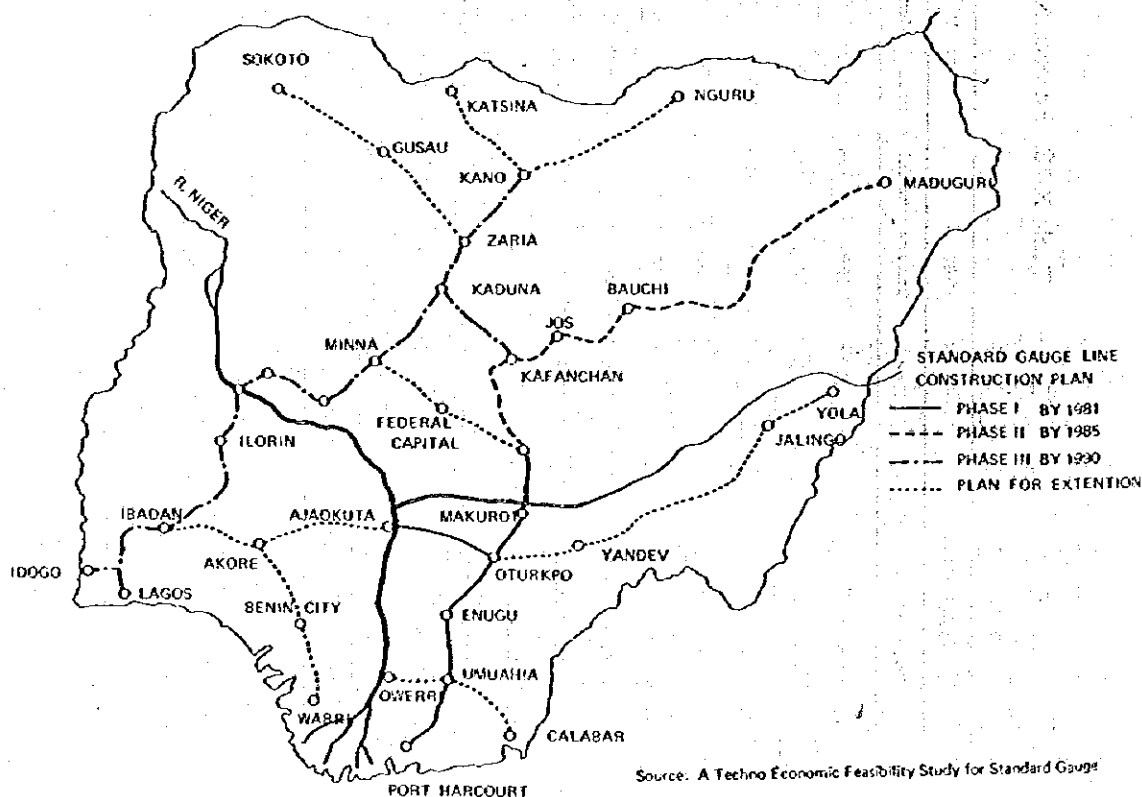 SOKOTO
KATSINA
NGURU
GUSAU
KANO
R. NIGER
MADUGURI
ZARIA
KADUNA
BAUCHI
JOS
MINNA
KAFANCHAN
STANDARD GAUGE LINE
CONSTRUCTION PLAN
PHASE I BY 1981
PHASE II BY 1985
PHASE III BY 1990
PLAN FOR EXTENTION
FEDERAL
CAPITAL
YOLA
JALINGO
ILORIN
IBADAN
AJAOKUTA
MAKURDI
AKORE
OTURKPO
YANDEV
IDOGO
LAGOS
BENIN CITY
ENUGU
UMUAHIA
OWERRI
WARRI
CALABAR
PORT HARCOURT
Source: A Techno Economic Feasibility Study for Standard Gauge